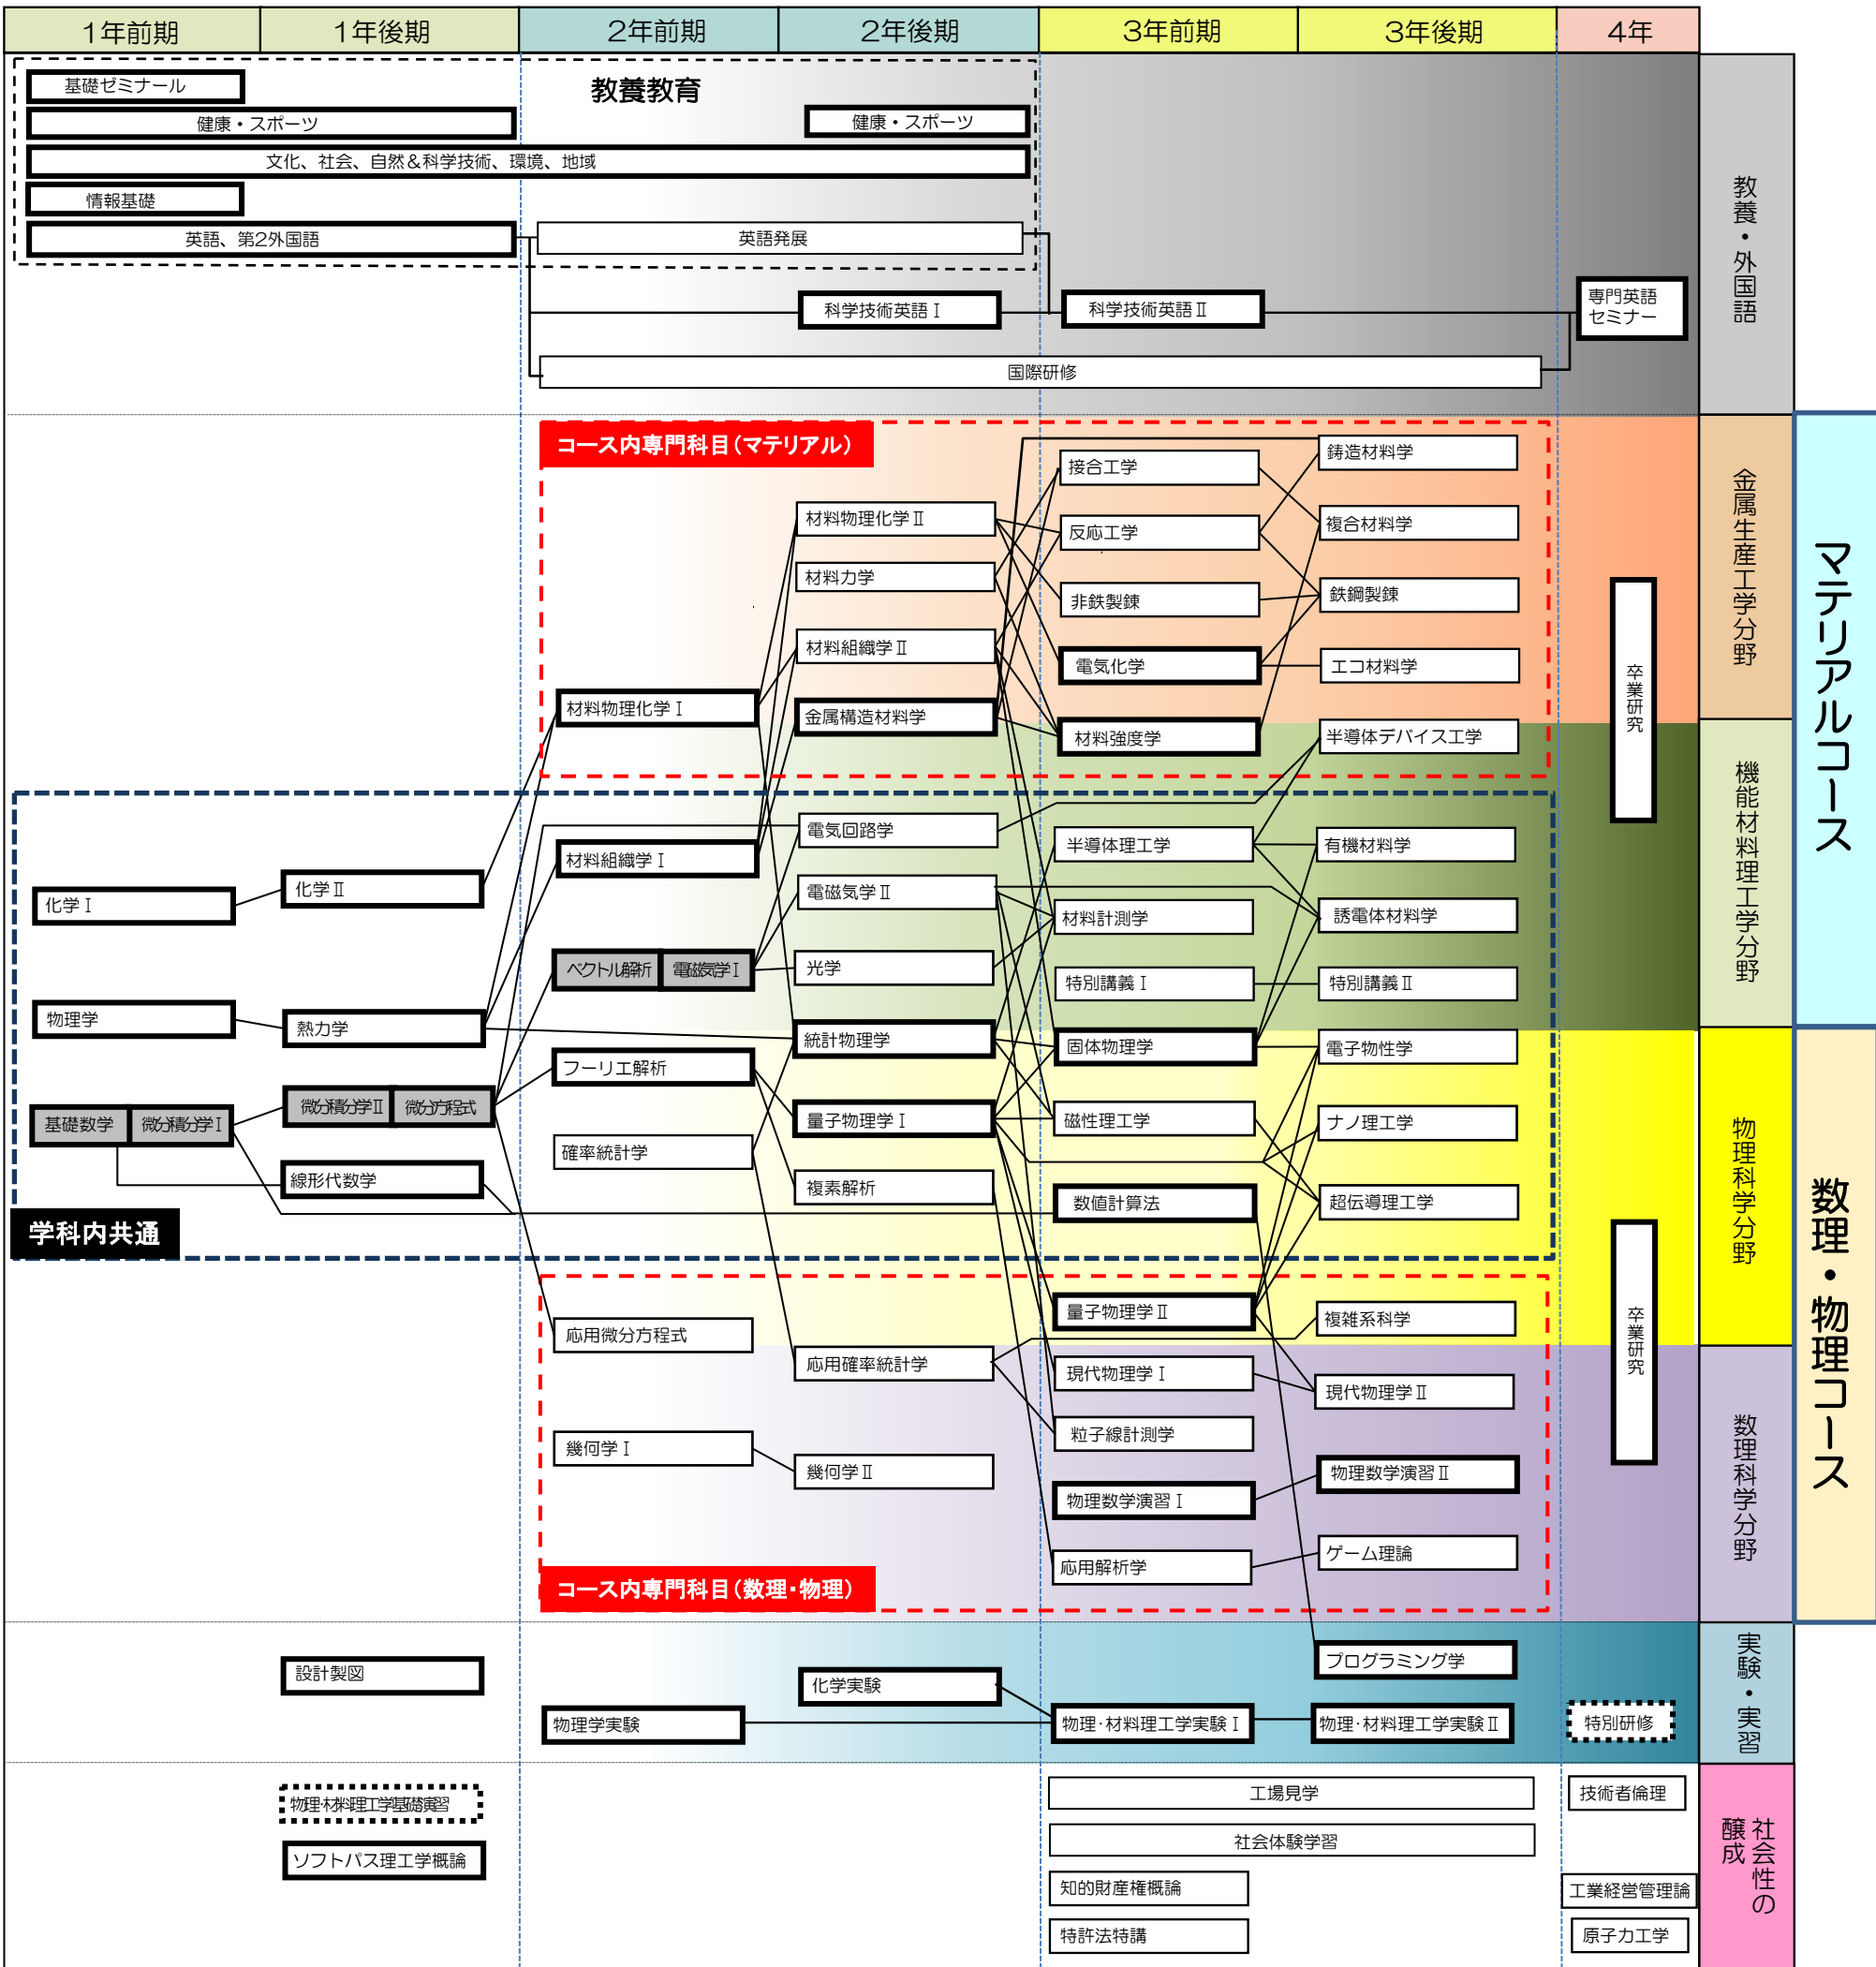 1年前期
1年後期
2年前期
2年後期
3年前期
3年後期
4年
教養教育
基礎ゼミナール
健康・スポーツ
健康・スポーツ
文化、社会、自然＆科学技術、環境、地域
情報基礎
英語、第2外国語
英語発展
科学技術英語Ⅰ
科学技術英語Ⅱ
専門英語
セミナー
国際研修
教養・外国語
コース内専門科目（マテリアル）
材料物理化学Ⅰ
材料物理化学Ⅱ
材料力学
材料組織学Ⅱ
金属構造材料学
接合工学
反応工学
非鉄製錬
電気化学
材料強度学
鋳造材料学
複合材料学
鉄鋼製錬
エコ材料学
半導体デバイス工学
卒業研究
金属生産工学分野
マテリアルコース
学科内共通
化学Ⅰ
化学Ⅱ
物理学
熱力学
基礎数学
微分積分学Ⅰ
微分積分学Ⅱ
微分方程式
線形代数学
材料組織学Ⅰ
ベクトル解析
電磁気学Ⅰ
フーリエ解析
確率統計学
電気回路学
電磁気学Ⅱ
光学
統計物理学
量子物理学Ⅰ
複素解析
半導体理工学
材料計測学
特別講義Ⅰ
固体物理学
磁性理工学
数値計算法
有機材料学
誘電体材料学
特別講義Ⅱ
電子物性学
ナノ理工学
超伝導理工学
機能材料理工学分野
物理科学分野
数理・物理コース
コース内専門科目（数理・物理）
応用微分方程式
応用確率統計学
幾何学Ⅰ
幾何学Ⅱ
量子物理学Ⅱ
現代物理学Ⅰ
粒子線計測学
物理数学演習Ⅰ
応用解析学
複雑系科学
現代物理学Ⅱ
物理数学演習Ⅱ
ゲーム理論
卒業研究
数理科学分野
設計製図
物理学実験
化学実験
物理・材料理工学実験Ⅰ
プログラミング学
物理・材料理工学実験Ⅱ
特別研修
実験・実習
物理・材料理工学基礎演習
ソフトパス理工学概論
工場見学
社会体験学習
知的財産権概論
特許法特講
技術者倫理
工業経営管理論
原子力工学
社会性の
醸成